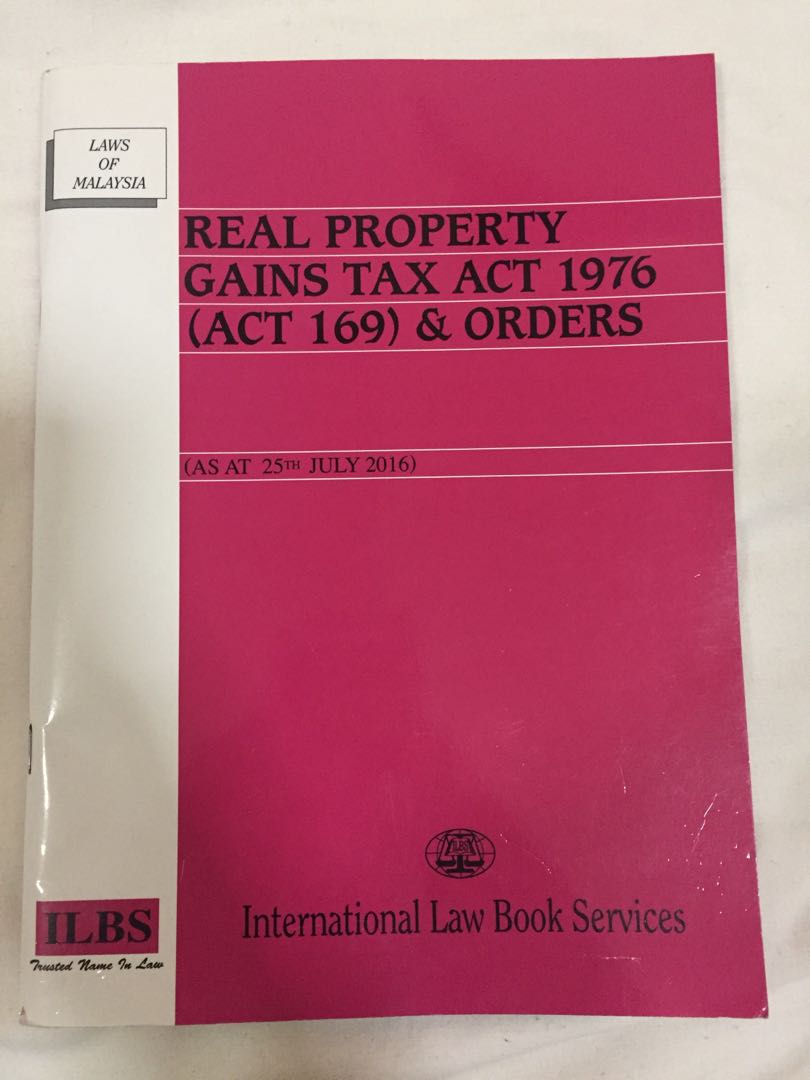 LAWS
OF
MALAYSIA
REAL PROPERTY
GAINS TAX ACT 1976
(ACT 169) & ORDERS
(AS AT 25TH JULY 2016)
ILBS
International Law Book Services
ILBS
Trusted Name In Law